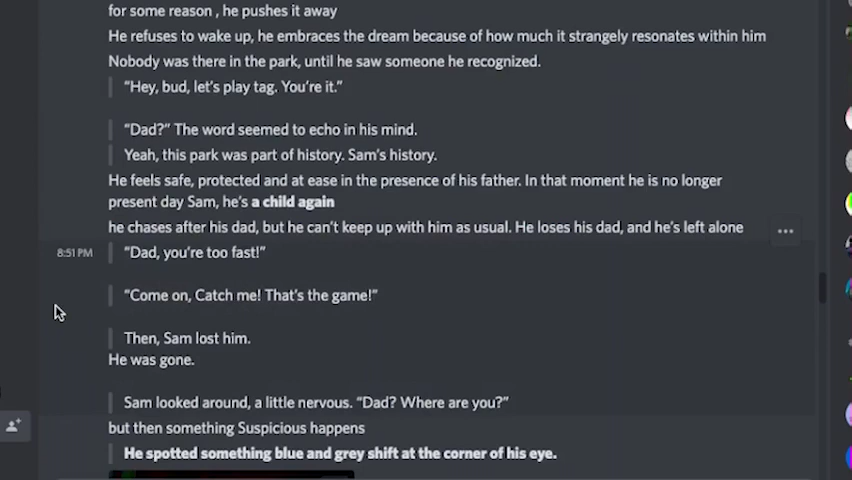 for some reason , he pushes it away
He refuses to wake up, he embraces the dream because of how much it strangely resonates within him
Nobody was there in the park, until he saw someone he recognized.
“Hey, bud, let's play tag. You’re it.”
“Dad?” The word seemed to echo in his mind.
Yeah, this park was part of history. Sam's history.
He feels safe, protected and at ease in the presence of his father. In that moment he is no longer
present day Sam, he’s a child again
he chases after his dad, but he can’t keep up with him as usual. He loses his dad, and he’s left alone
8:51 PM “Dad, you’re too fast!”
“Come on, Catch me! That’s the game!”
Then, Sam lost him.
He was gone.
Sam looked around, a little nervous. “Dad? Where are you?”
but then something Suspicious happens
He spotted something blue and grey shift at the corner of his eye.